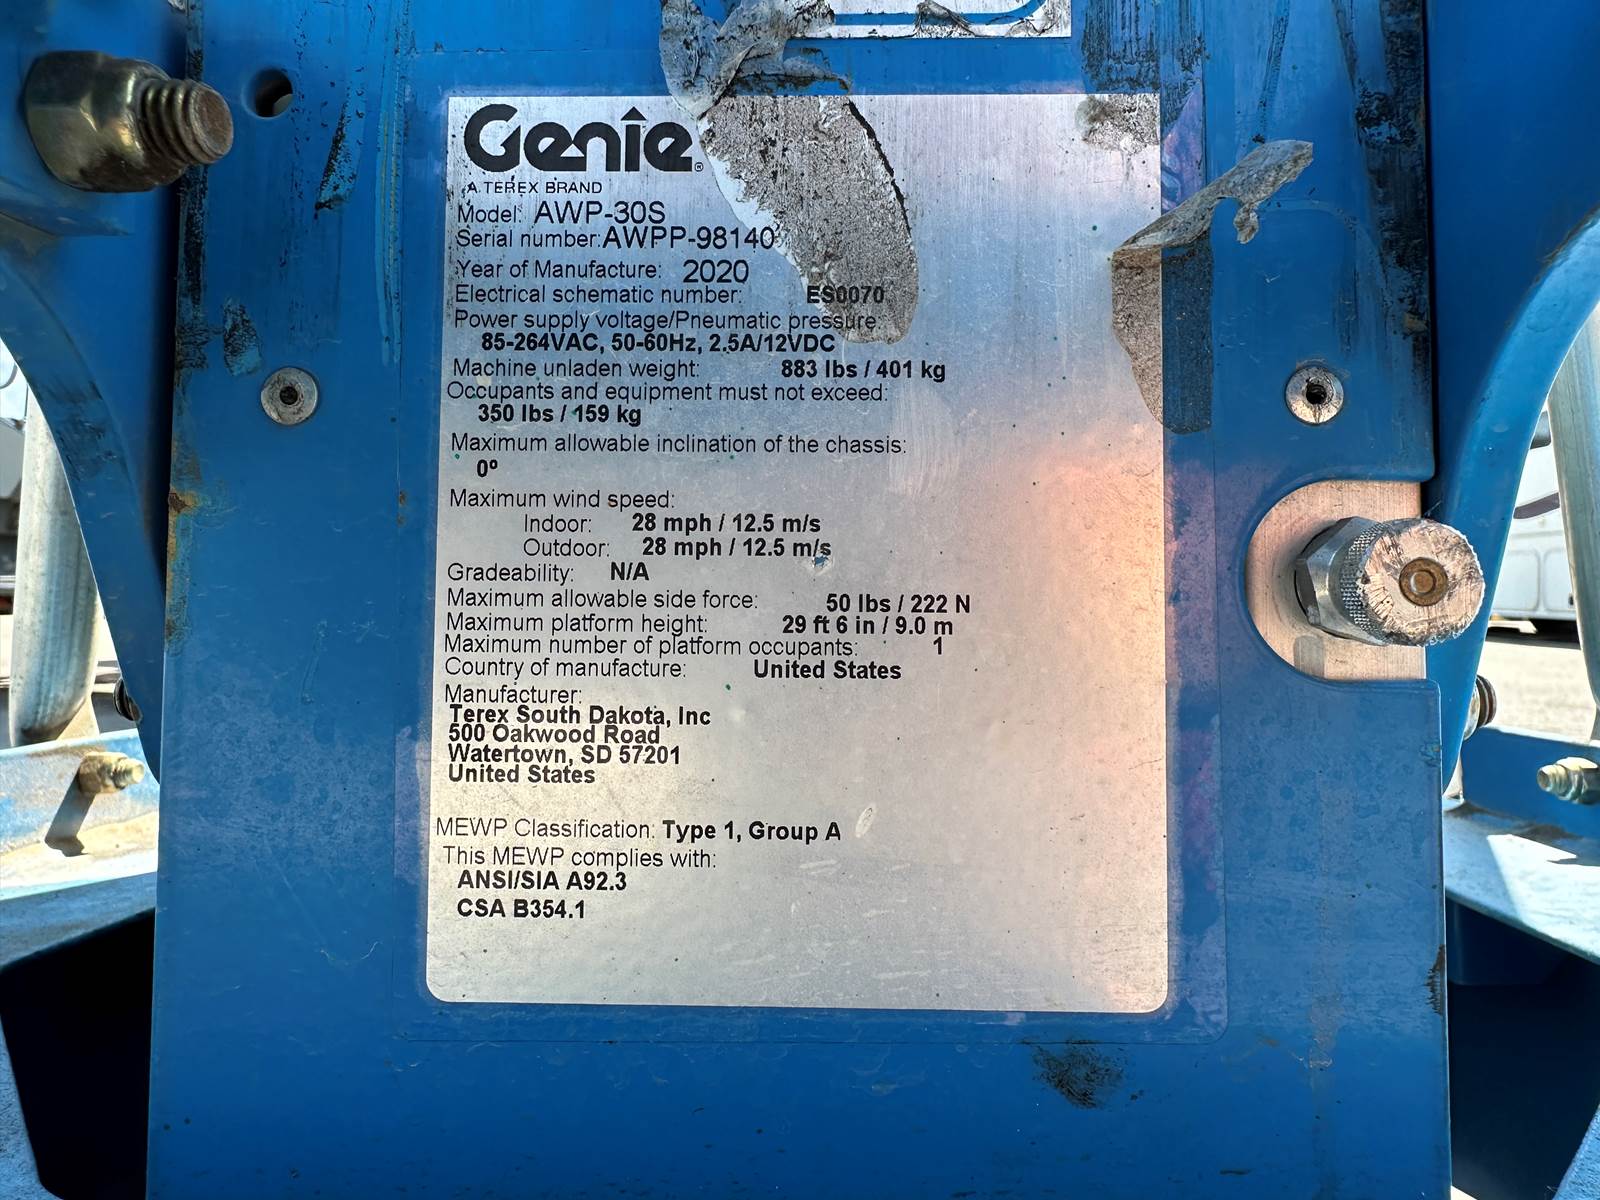 Genie®
A TEREX BRAND
Model: AWP-30S
Serial number: AWPP-98140
Year of Manufacture: 2020
Electrical schematic number: ES0070
Power supply voltage/Pneumatic pressure:
85-264VAC, 50-60Hz, 2.5A/12VDC
Machine unladen weight: 883 lbs / 401 kg
Occupants and equipment must not exceed:
350 lbs / 159 kg
Maximum allowable inclination of the chassis:
0º
Maximum wind speed:
Indoor: 28 mph / 12.5 m/s
Outdoor: 28 mph / 12.5 m/s
Gradeability: N/A
Maximum allowable side force: 50 lbs / 222 N
Maximum platform height: 29 ft 6 in / 9.0 m
Maximum number of platform occupants: 1
Country of manufacture: United States
Manufacturer:
Terex South Dakota, Inc
500 Oakwood Road
Watertown, SD 57201
United States
MEWP Classification: Type 1, Group A
This MEWP complies with:
ANSI/SIA A92.3
CSA B354.1